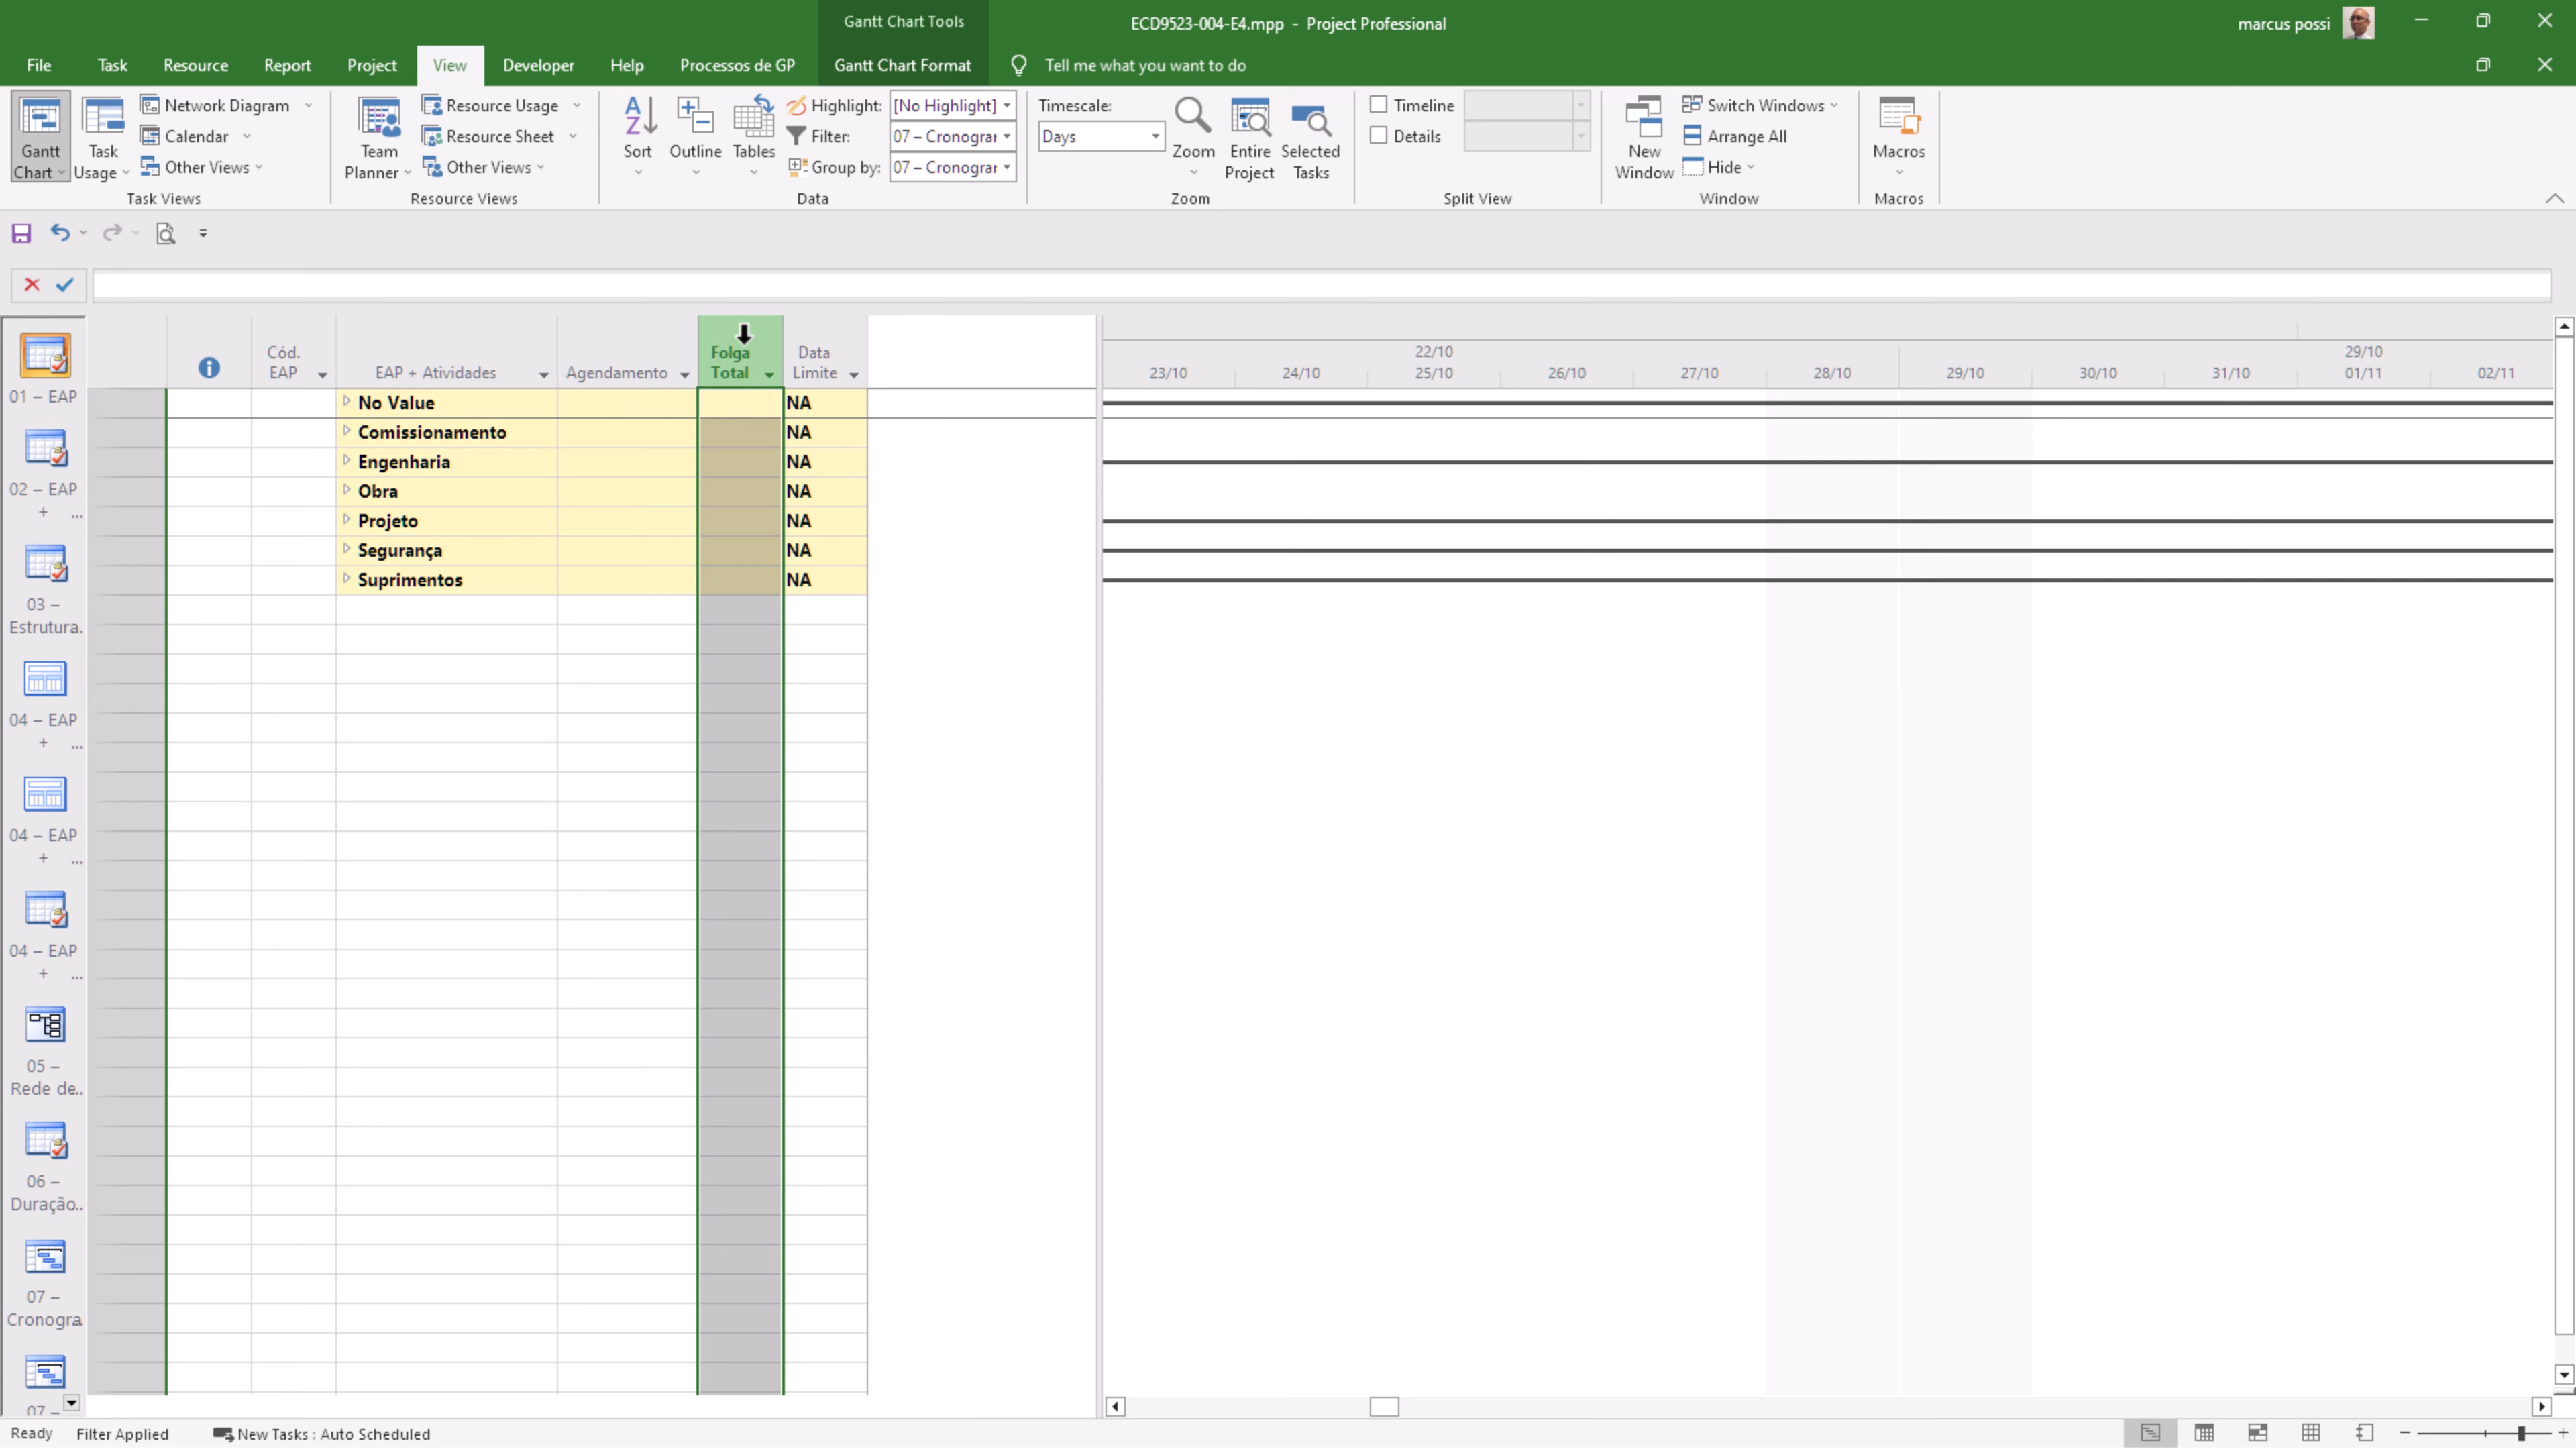 Gantt Chart Tools
ECD9523-004-E4.mpp - Project Professional
marcus possi
File Task Resource Report Project View Developer Help Processos de GP Gantt Chart Format Tell me what you want to do
Gantt Chart
Task Usage
Network Diagram
Calendar
Other Views
Task Views
Team Planner
Resource Usage
Resource Sheet
Other Views
Resource Views
Sort
Outline
Tables
Highlight: [No Highlight]
Filter: 07 – Cronograr
Group by: 07 – Cronograr
Data
Timescale:
Days
Zoom
Entire Project
Selected Tasks
Zoom
Timeline
Details
Split View
New Window
Switch Windows
Arrange All
Hide
Window
Macros
Macros
Cód. EAP
EAP + Atividades
Agendamento
Folga Total
Data Limite
22/10 29/10
23/10 24/10 25/10 26/10 27/10 28/10 29/10 30/10 31/10 01/11 02/11
No Value NA
Comissionamento NA
Engenharia NA
Obra NA
Projeto NA
Segurança NA
Suprimentos NA
01 – EAP
02 – EAP
+ ...
03 –
Estrutura.
04 – EAP
+ ...
04 – EAP
+ ...
04 – EAP
+ ...
05 –
Rede de..
06 –
Duração..
07 –
Cronogra
07 –
Ready Filter Applied New Tasks : Auto Scheduled